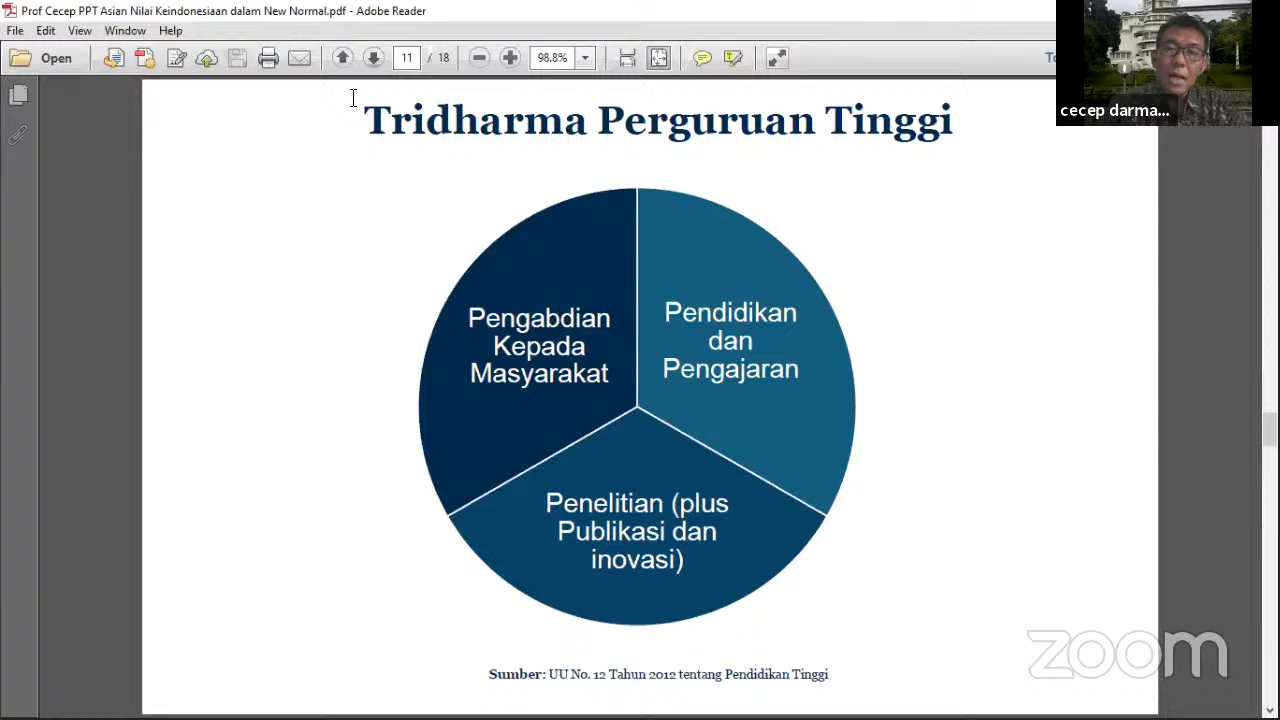 Prof Cecep PPT Asian Nilai Keindonesiaan dalam New Normal.pdf - Adobe Reader
File Edit View Window Help
Open
11 / 18
98.8%
To
cecep darma...
Tridharma Perguruan Tinggi
Pengabdian
Kepada
Masyarakat
Pendidikan
dan
Pengajaran
Penelitian (plus
Publikasi dan
inovasi)
Sumber: UU No. 12 Tahun 2012 tentang Pendidikan Tinggi
zoom